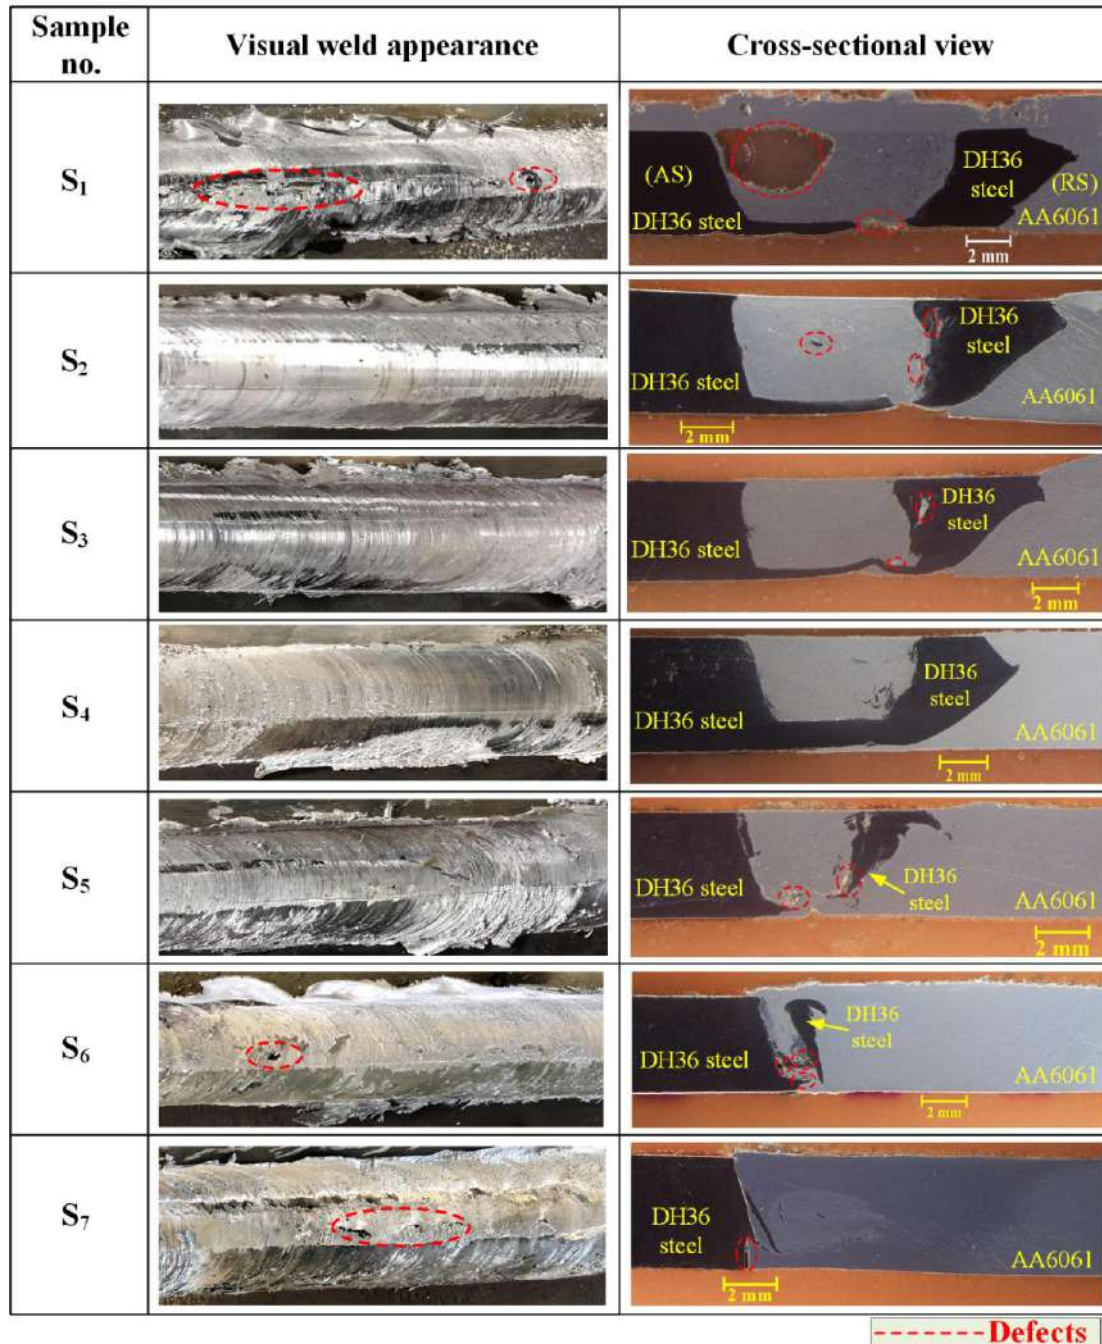 Sample no.
Visual weld appearance
Cross-sectional view
S₁
(AS)
DH36 steel
DH36 steel
(RS)
AA6061
2 mm
S₂
DH36 steel
DH36 steel
AA6061
2 mm
S₃
DH36 steel
DH36 steel
AA6061
2 mm
S₄
DH36 steel
DH36 steel
AA6061
2 mm
S₅
DH36 steel
DH36 steel
AA6061
2 mm
S₆
DH36 steel
DH36 steel
AA6061
2 mm
S₇
DH36 steel
AA6061
2 mm
Defects